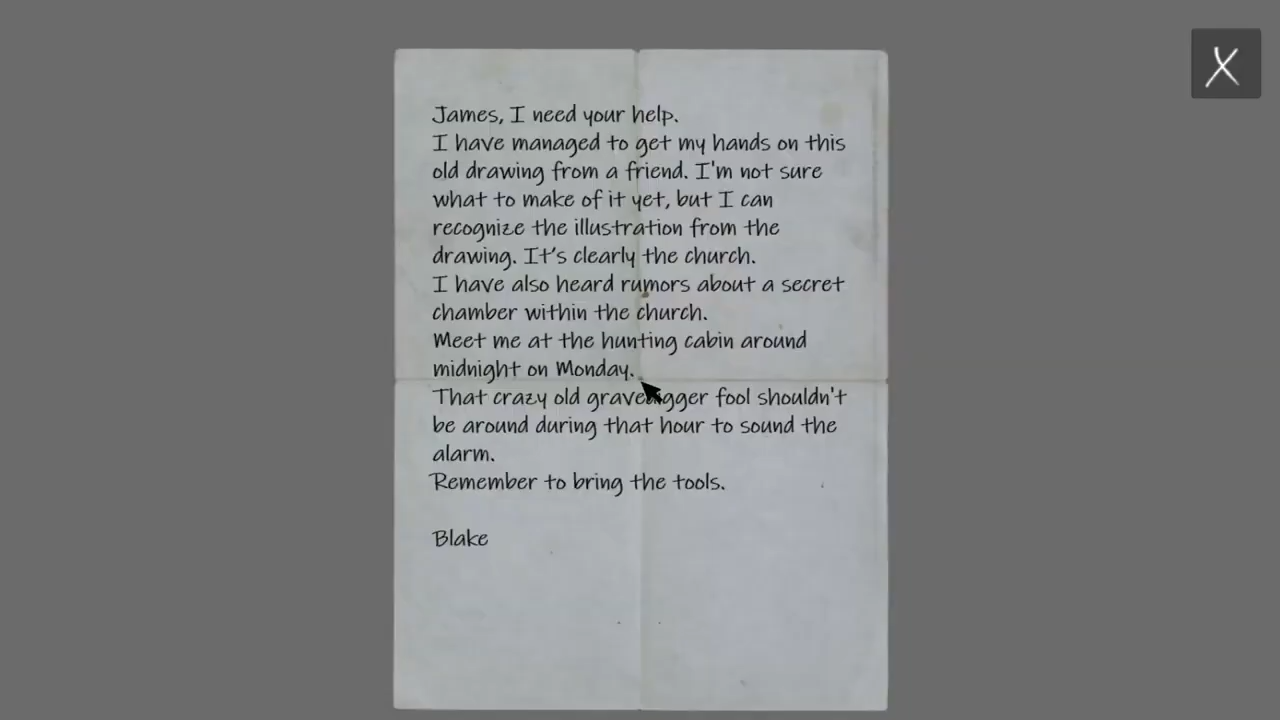 James, I need your help.
I have managed to get my hands on this
old drawing from a friend. I'm not sure
what to make of it yet, but I can
recognize the illustration from the
drawing. It's clearly the church.
I have also heard rumors about a secret
chamber within the church.
Meet me at the hunting cabin around
midnight on Monday.
That crazy old gravedigger fool shouldn't
be around during that hour to sound the
alarm.
Remember to bring the tools.
Blake